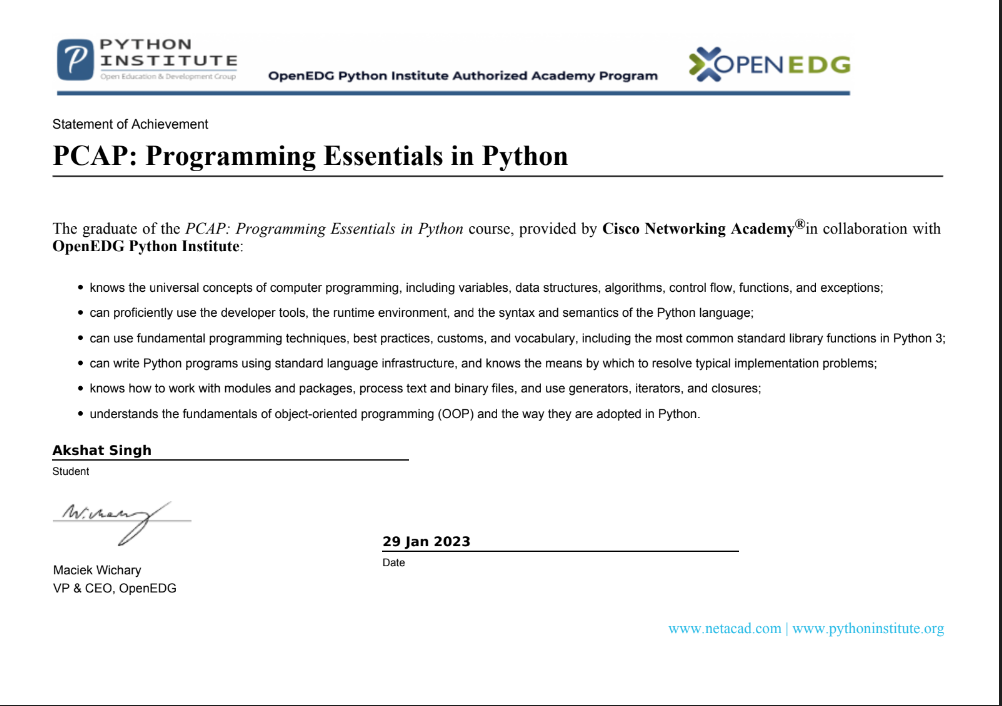 PYTHON
INSTITUTE
Open Education & Development Group
OpenEDG Python Institute Authorized Academy Program
OPENEDG
Statement of Achievement
PCAP: Programming Essentials in Python
The graduate of the PCAP: Programming Essentials in Python course, provided by Cisco Networking Academy®in collaboration with
OpenEDG Python Institute:
• knows the universal concepts of computer programming, including variables, data structures, algorithms, control flow, functions, and exceptions;
• can proficiently use the developer tools, the runtime environment, and the syntax and semantics of the Python language;
• can use fundamental programming techniques, best practices, customs, and vocabulary, including the most common standard library functions in Python 3;
• can write Python programs using standard language infrastructure, and knows the means by which to resolve typical implementation problems;
• knows how to work with modules and packages, process text and binary files, and use generators, iterators, and closures;
• understands the fundamentals of object-oriented programming (OOP) and the way they are adopted in Python.
Akshat Singh
Student
W.chary
29 Jan 2023
Date
Maciek Wichary
VP & CEO, OpenEDG
www.netacad.com | www.pythoninstitute.org